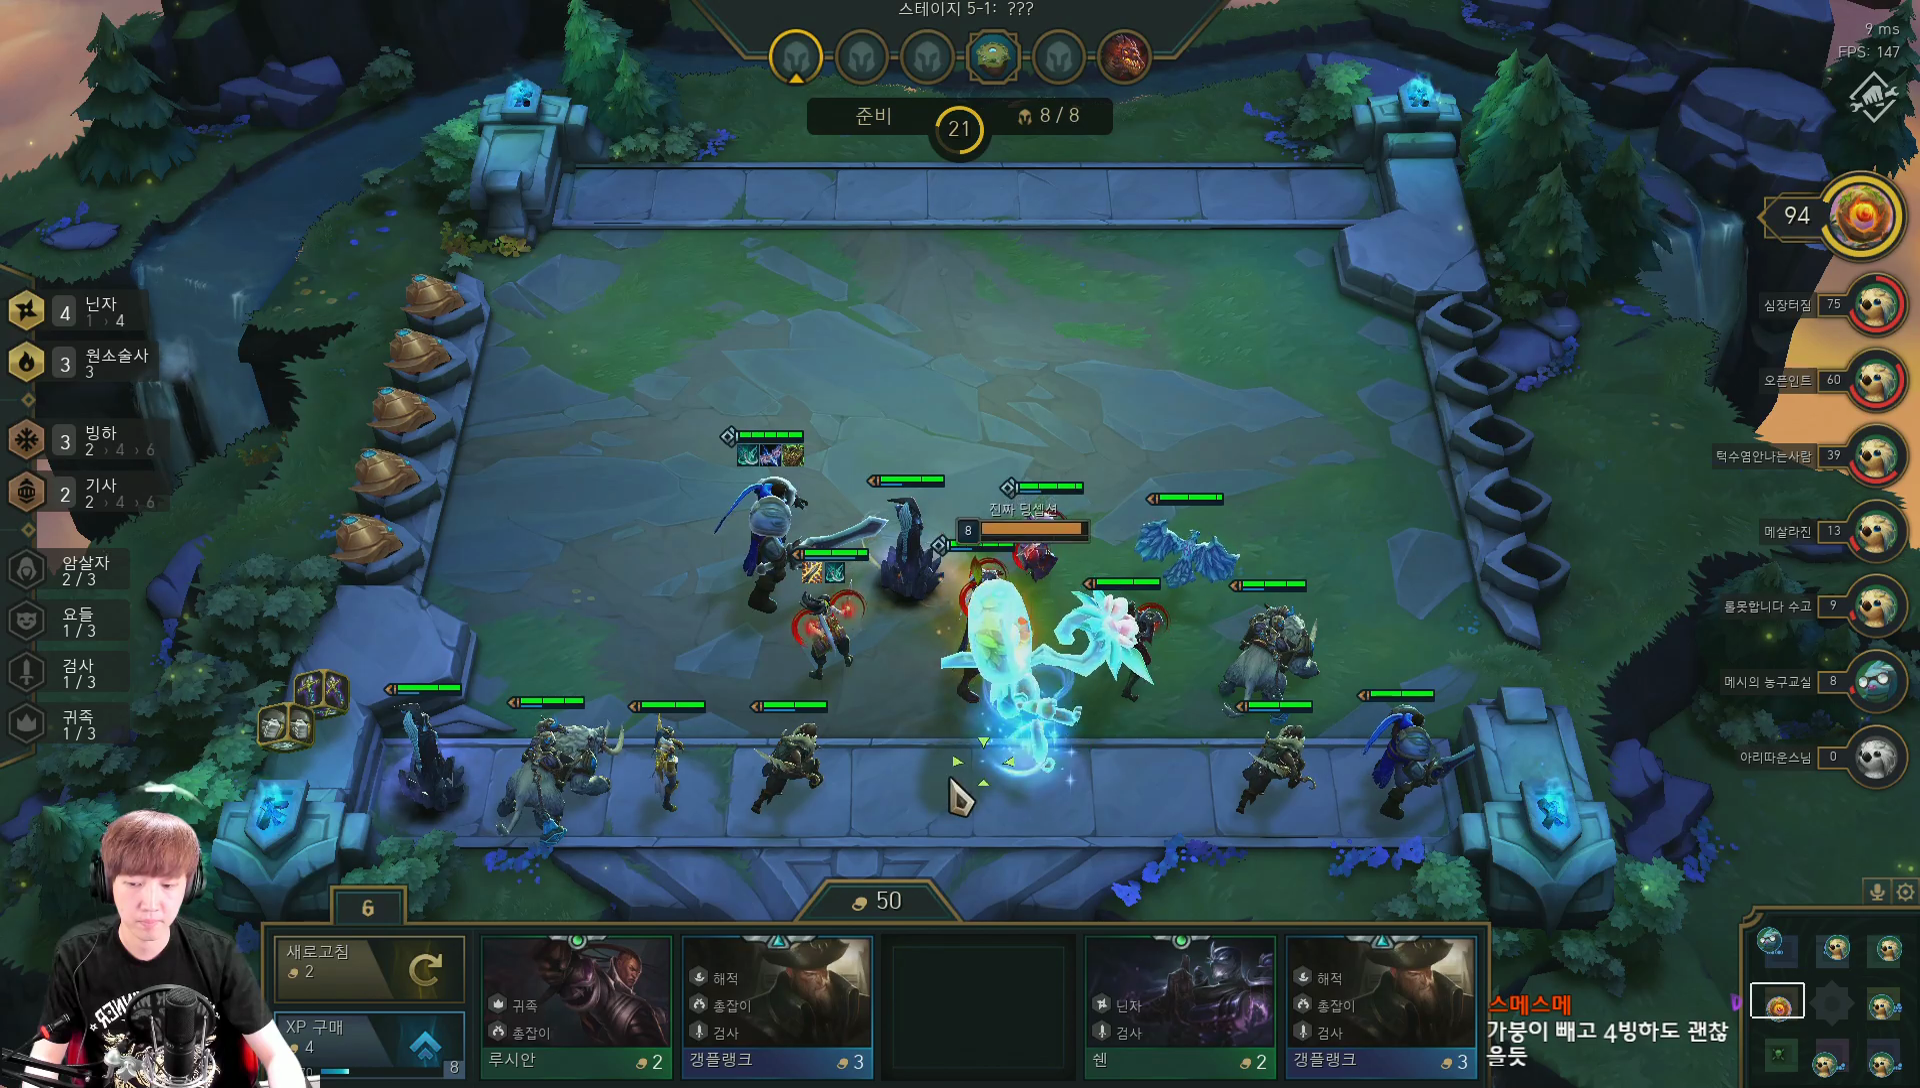 스테이지 5-1: ???
9 ms
FPS: 147
준비
21
8 / 8
94
심장터짐 75
오픈인트 60
턱수염안나는사람 39
메살라진 13
롤못합니다 수고 9
메시의 농구교실 8
아리따운스님 0
4 닌자
1 › 4
3 원소술사
3
3 빙하
2 › 4 › 6
2 기사
2 › 4 › 6
암살자
2 / 3
요들
1 / 3
검사
1 / 3
귀족
1 / 3
진짜 딩셉션
8
6
50
새로고침
2
XP 구매
4
8
귀족
총잡이
루시안 2
해적
총잡이
검사
갱플랭크 3
닌자
검사
쉔 2
해적
총잡이
검사
갱플랭크 3
스메스메
가붕이 빼고 4빙하도 괜찮
을듯